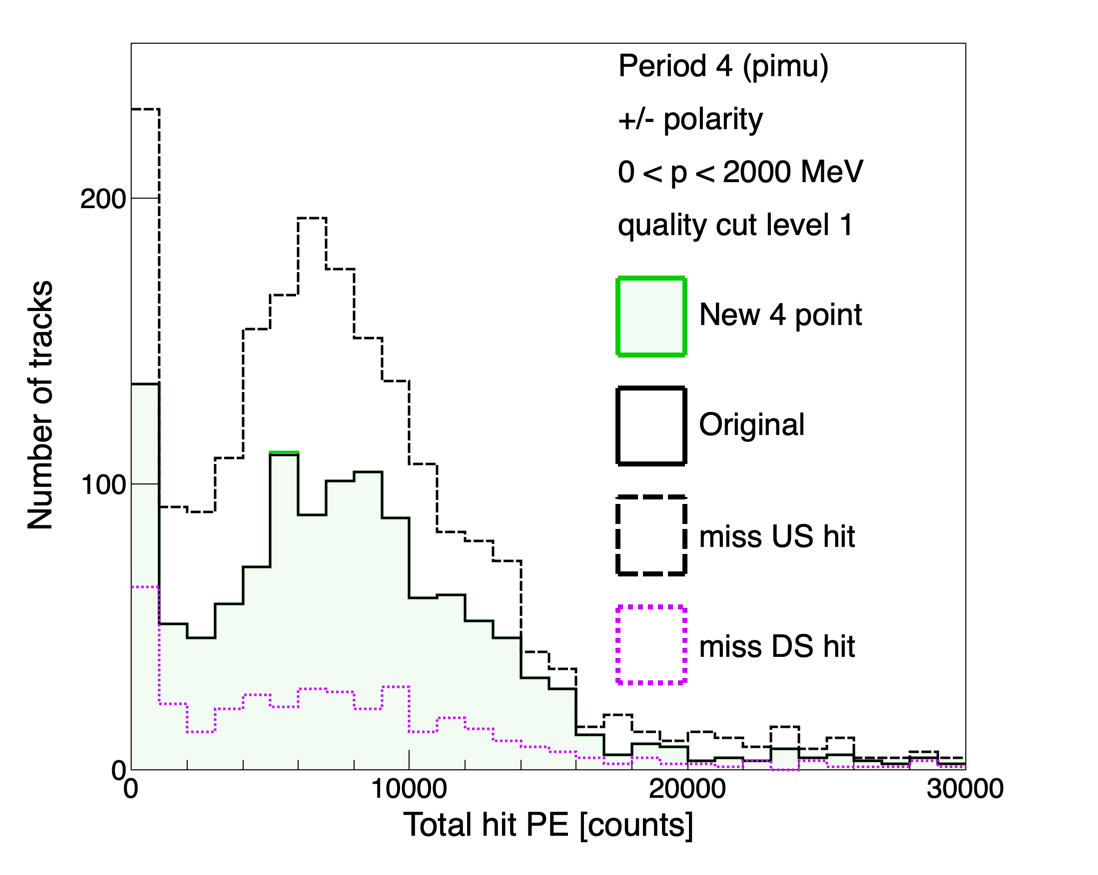 Period 4 (pimu)
+/- polarity
0 < p < 2000 MeV
quality cut level 1
New 4 point
Original
miss US hit
miss DS hit
Number of tracks
200
100
0
0 10000 20000 30000
Total hit PE [counts]